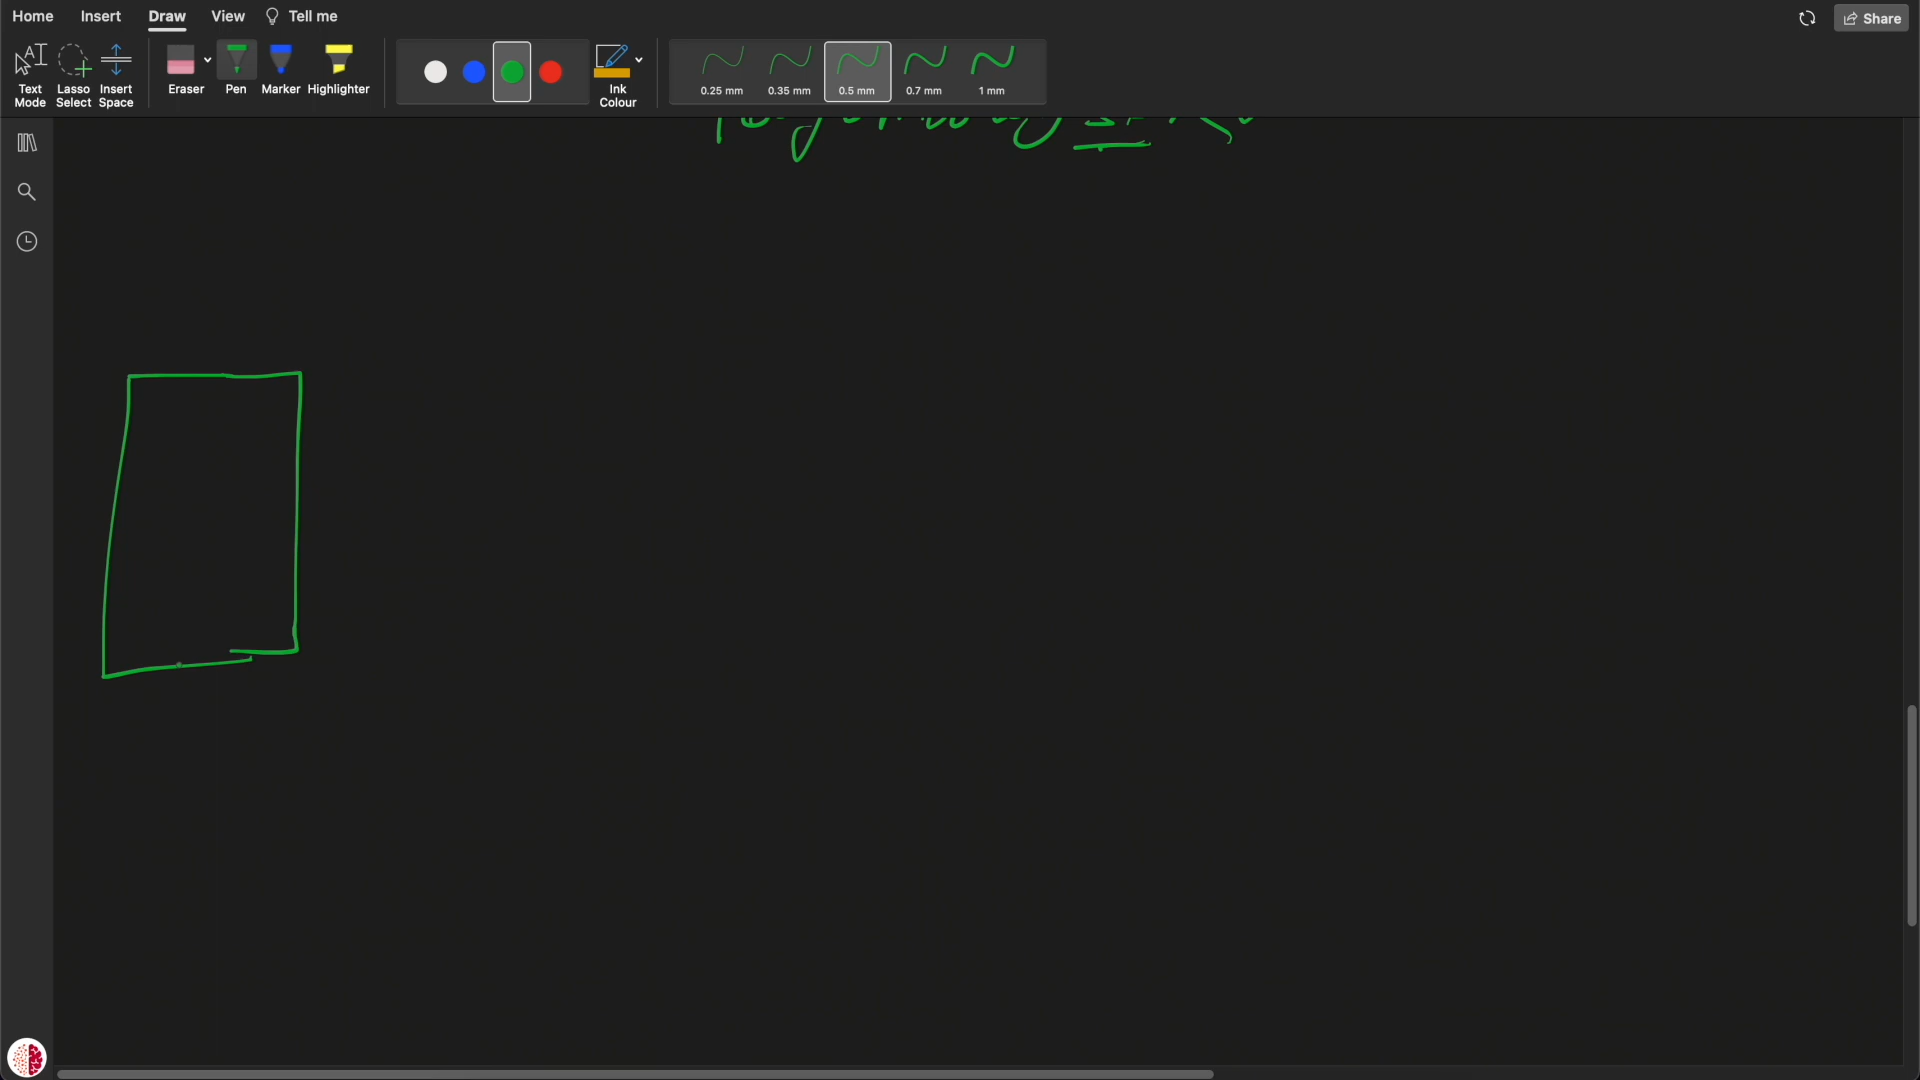 Home Insert Draw View Tell me
Share
Text Mode
Lasso Select
Insert Space
Eraser
Pen
Marker
Highlighter
Ink Colour
0.25 mm
0.35 mm
0.5 mm
0.7 mm
1 mm